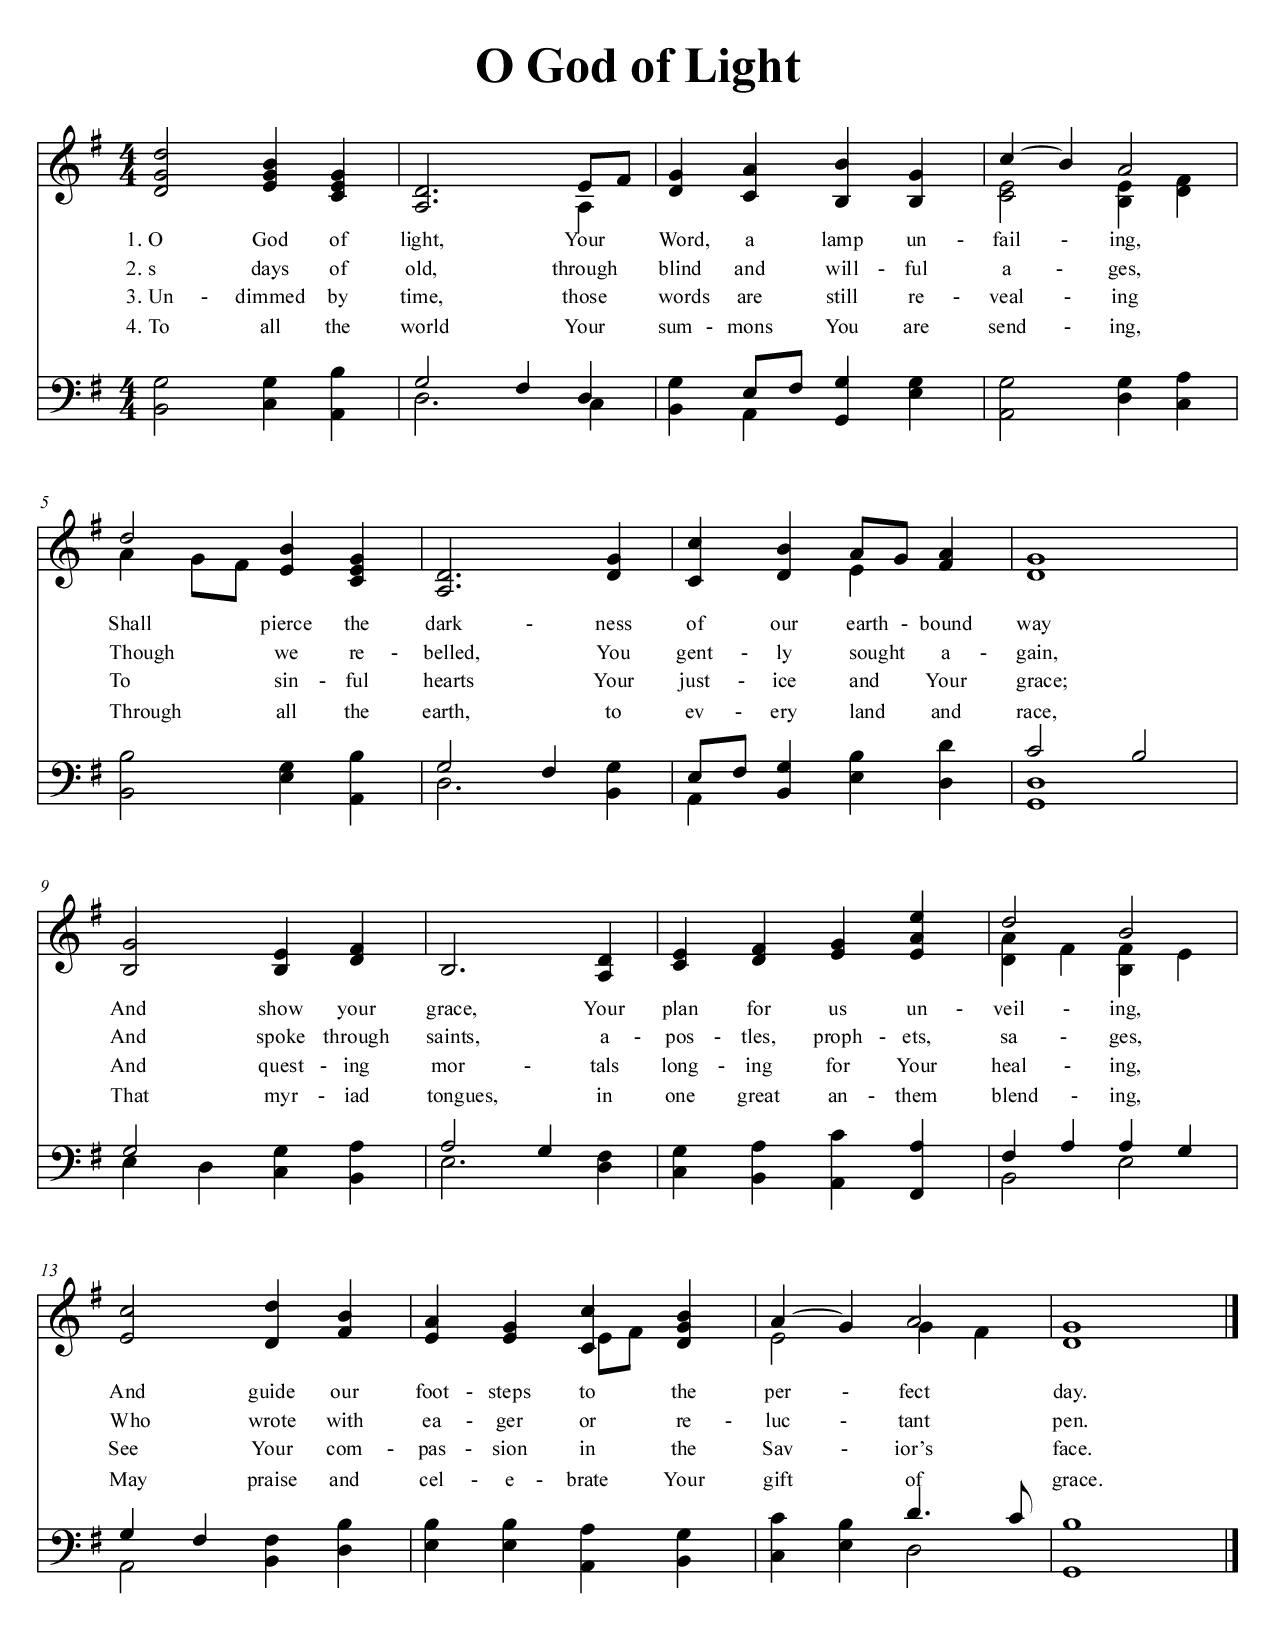 O God of Light
4
4
1. O God of light, Your Word, a lamp un - fail - ing,
2. s days of old, through blind and will - ful a - ges,
3. Un - dimmed by time, those words are still re - veal - ing
4. To all the world Your sum - mons You are send - ing,
4
4
5
Shall pierce the dark - ness of our earth - bound way
Though we re - belled, You gent - ly sought a - gain,
To sin - ful hearts Your just - ice and Your grace;
Through all the earth, to ev - ery land and race,
9
And show your grace, Your plan for us un - veil - ing,
And spoke through saints, a - pos - tles, proph - ets, sa - ges,
And quest - ing mor - tals long - ing for Your heal - ing,
That myr - iad tongues, in one great an - them blend - ing,
13
And guide our foot - steps to the per - fect day.
Who wrote with ea - ger or re - luc - tant pen.
See Your com - pas - sion in the Sav - ior’s face.
May praise and cel - e - brate Your gift of grace.